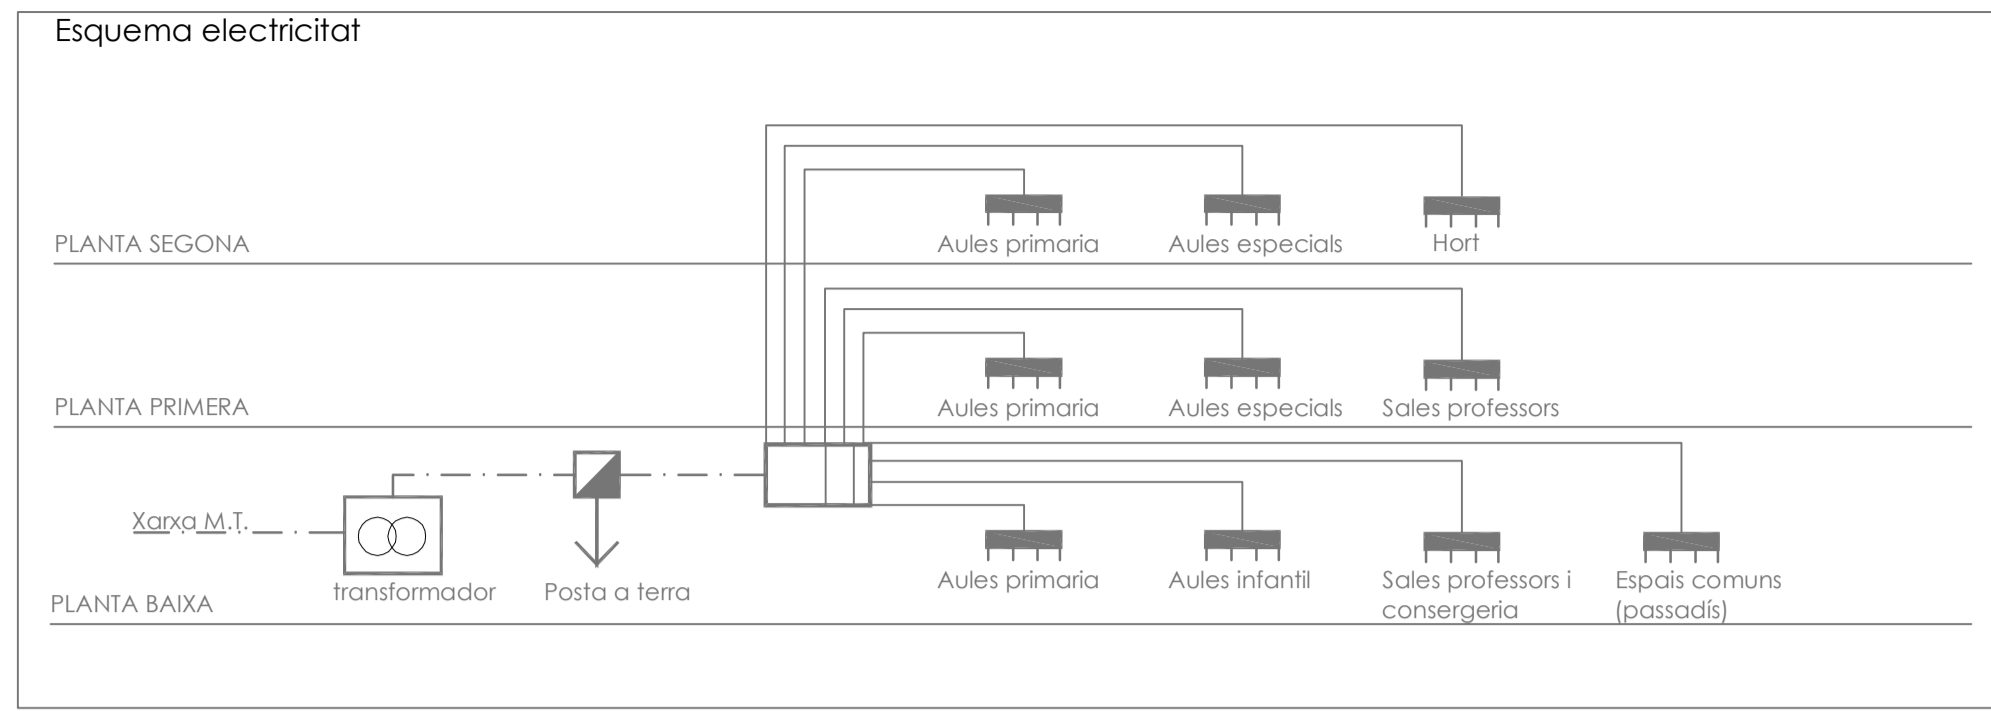 Esquema electricitat
PLANTA SEGONA
Aules primaria
Aules especials
Hort
PLANTA PRIMERA
Aules primaria
Aules especials
Sales professors
Xarxa M.T.
transformador
Posta a terra
PLANTA BAIXA
Aules primaria
Aules infantil
Sales professors i
consergeria
Espais comuns
(passadís)